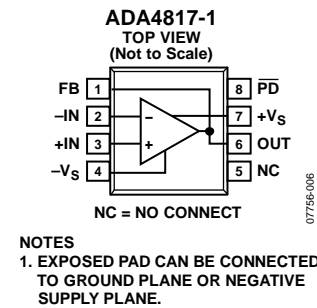 ADA4817-1
TOP VIEW
(Not to Scale)
FB 1
8 P̅D̅
–IN 2
7 +VS
+IN 3
6 OUT
–VS 4
5 NC
–
+
NC = NO CONNECT
07756-006
NOTES
1. EXPOSED PAD CAN BE CONNECTED
TO GROUND PLANE OR NEGATIVE
SUPPLY PLANE.